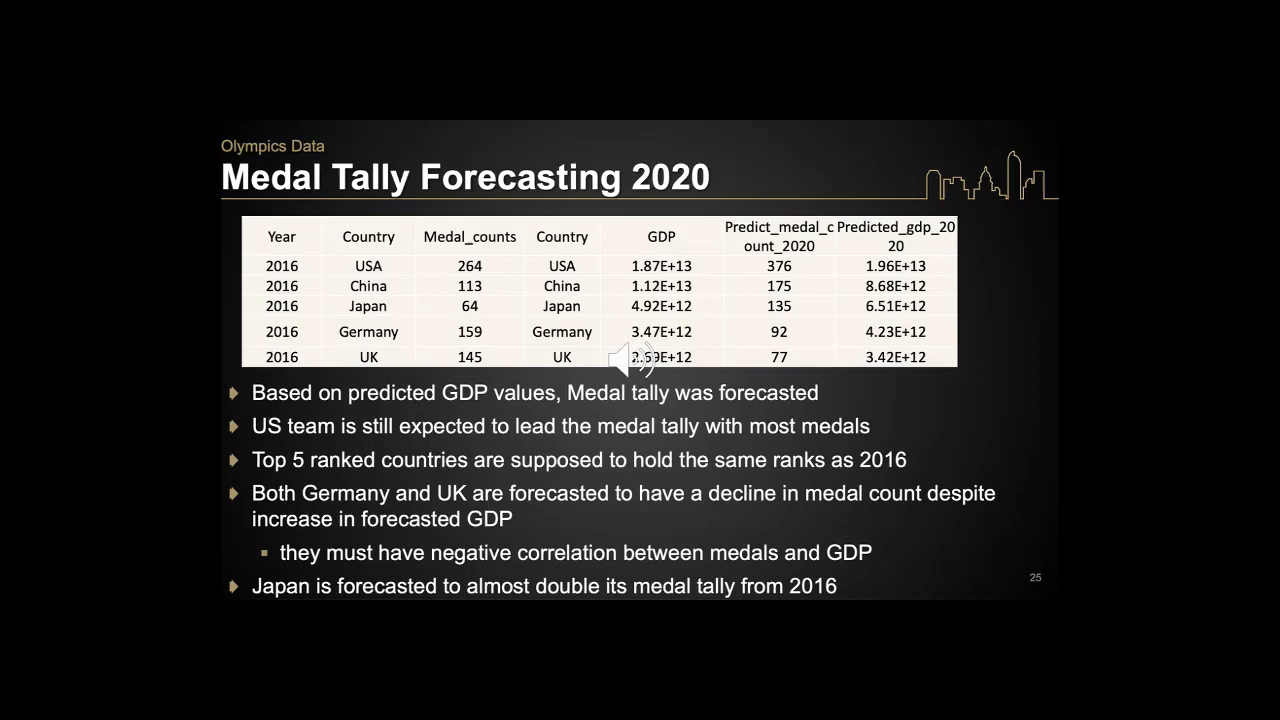 Olympics Data
Medal Tally Forecasting 2020
Year Country Medal_counts Country GDP Predict_medal_c Predicted_gdp_20
ount_2020 20
2016 USA 264 USA 1.87E+13 376 1.96E+13
2016 China 113 China 1.12E+13 175 8.68E+12
2016 Japan 64 Japan 4.92E+12 135 6.51E+12
2016 Germany 159 Germany 3.47E+12 92 4.23E+12
2016 UK 145 UK 2.69E+12 77 3.42E+12
Based on predicted GDP values, Medal tally was forecasted
US team is still expected to lead the medal tally with most medals
Top 5 ranked countries are supposed to hold the same ranks as 2016
Both Germany and UK are forecasted to have a decline in medal count despite
increase in forecasted GDP
they must have negative correlation between medals and GDP
Japan is forecasted to almost double its medal tally from 2016
25